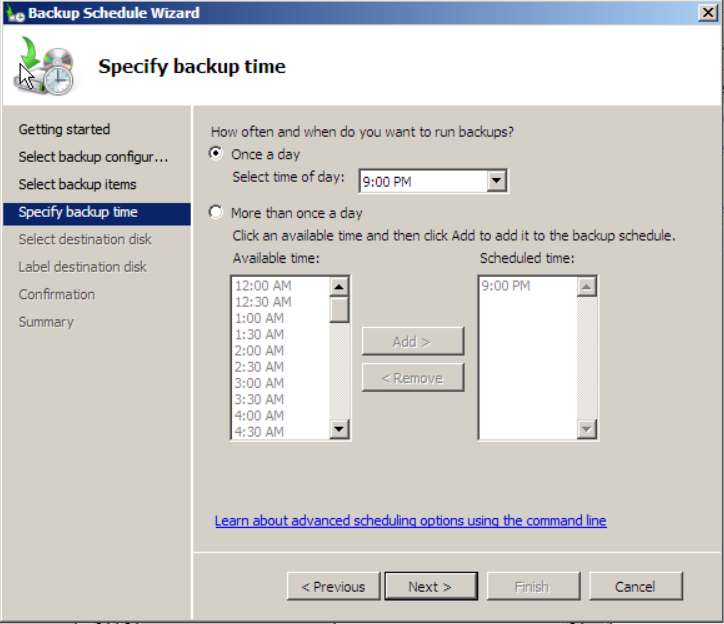 Backup Schedule Wizard
Specify backup time
Getting started
Select backup configur...
Select backup items
Specify backup time
Select destination disk
Label destination disk
Confirmation
Summary
How often and when do you want to run backups?
Once a day
Select time of day: 9:00 PM
More than once a day
Click an available time and then click Add to add it to the backup schedule.
Available time:
12:00 AM
12:30 AM
1:00 AM
1:30 AM
2:00 AM
2:30 AM
3:00 AM
3:30 AM
4:00 AM
4:30 AM
Add >
< Remove
Scheduled time:
9:00 PM
Learn about advanced scheduling options using the command line
< Previous
Next >
Finish
Cancel